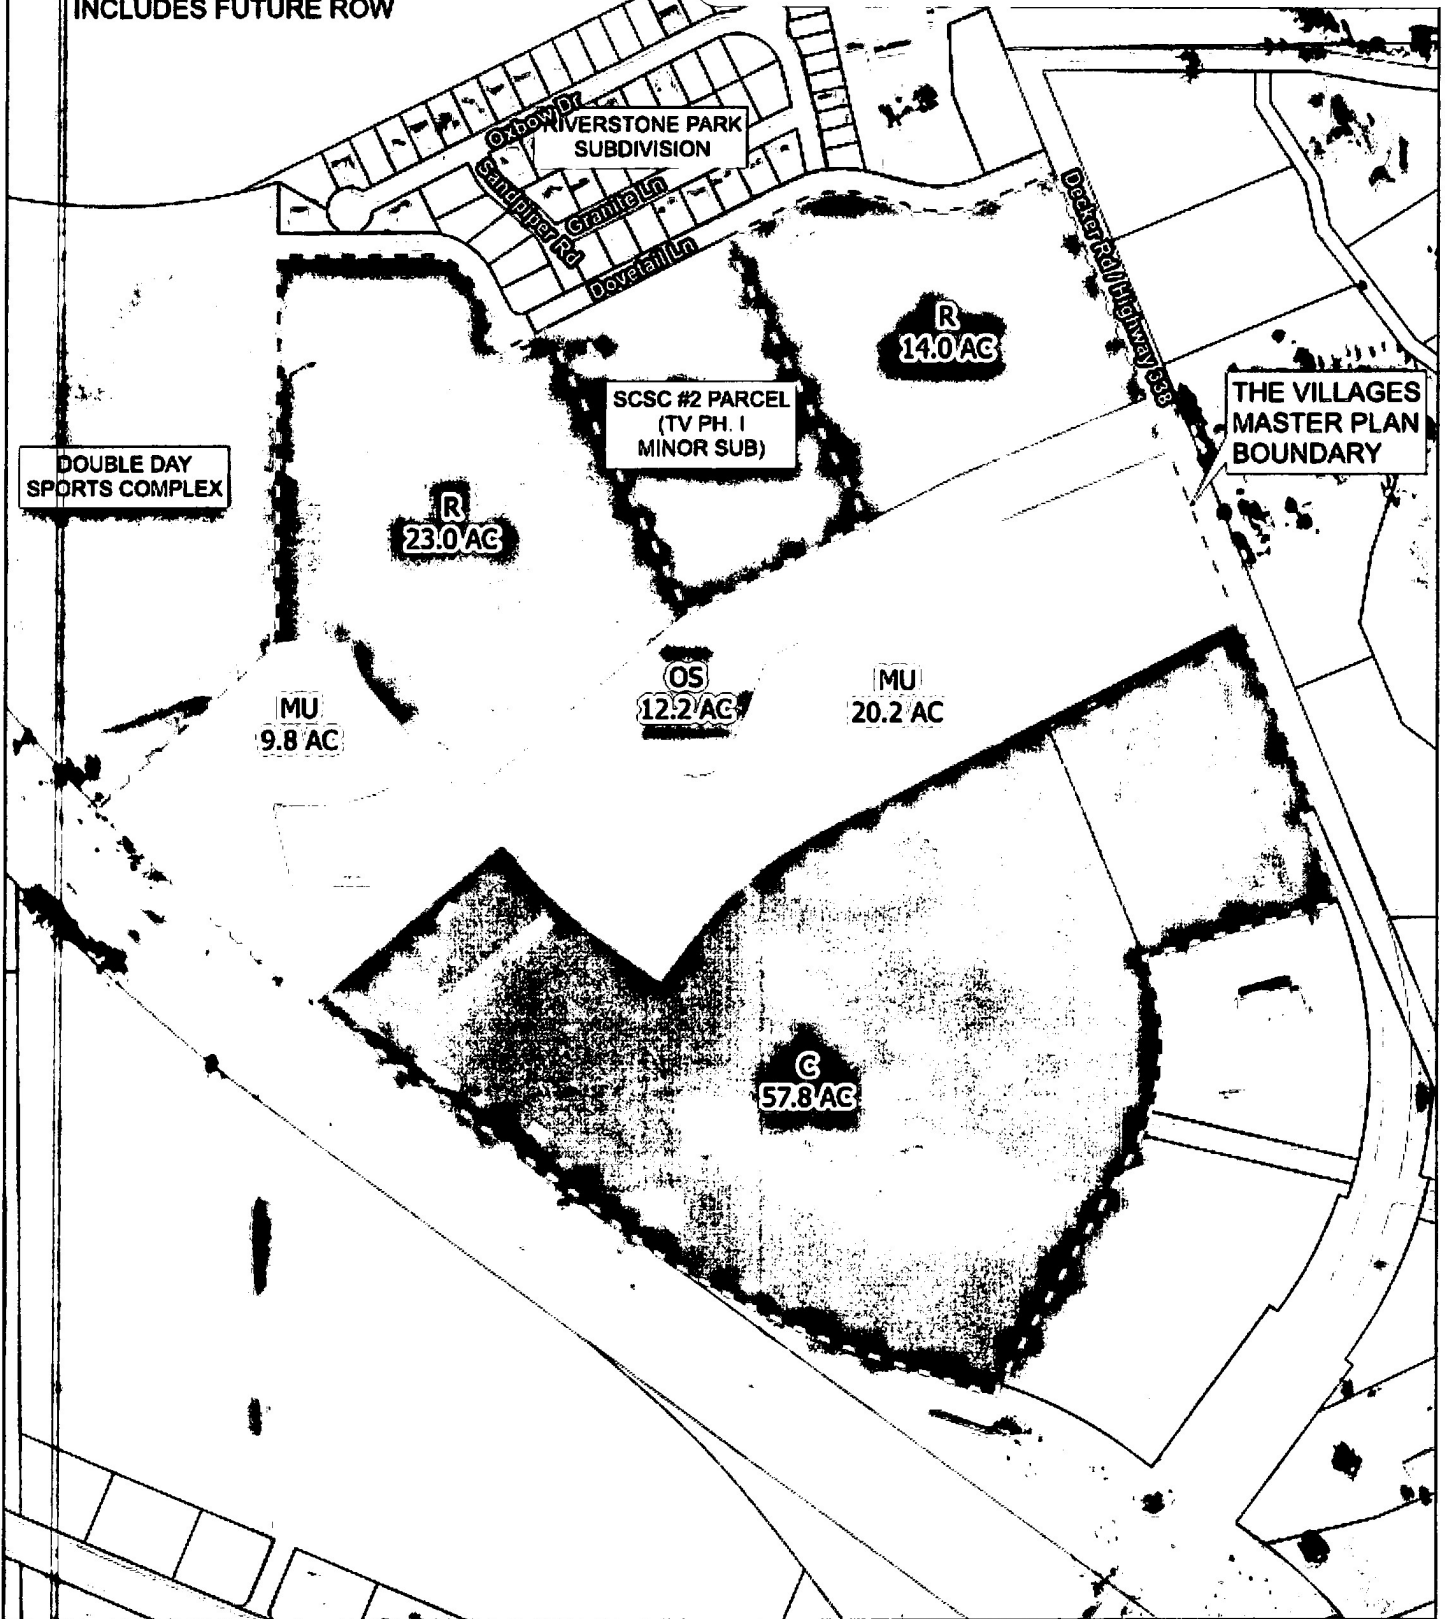 INCLUDES FUTURE ROW
Oxbow Dr
RIVERSTONE PARK
SUBDIVISION
Sandpiper Rd
Granite Ln
Dovetail Ln
Decker Rd / Highway 338
R
14.0 AC
SCSC #2 PARCEL
(TV PH. I
MINOR SUB)
THE VILLAGES
MASTER PLAN
BOUNDARY
DOUBLE DAY
SPORTS COMPLEX
R
23.0 AC
MU
9.8 AC
OS
12.2 AC
MU
20.2 AC
C
57.8 AC